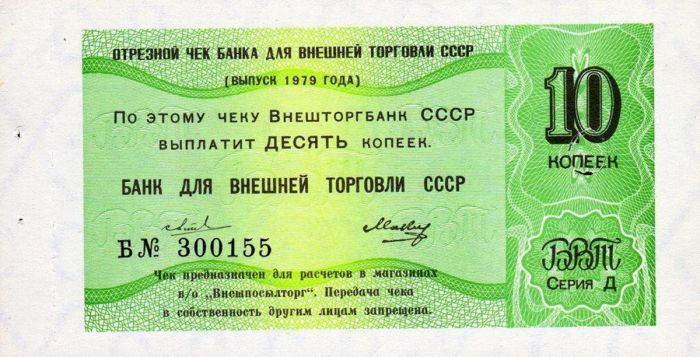 ОТРЕЗНОЙ ЧЕК БАНКА ДЛЯ ВНЕШНЕЙ ТОРГОВЛИ СССР
(ВЫПУСК 1979 ГОДА)
ПО ЭТОМУ ЧЕКУ ВНЕШТОРГБАНК СССР
ВЫПЛАТИТ ДЕСЯТЬ КОПЕЕК.
БАНК ДЛЯ ВНЕШНЕЙ ТОРГОВЛИ СССР
Б№ 300155
Чек предназначен для расчетов в магазинах
в/о „Внешпосылторг". Передача чека
в собственность другим лицам запрещена.
10
КОПЕЕК
БВТ
СЕРИЯ Д